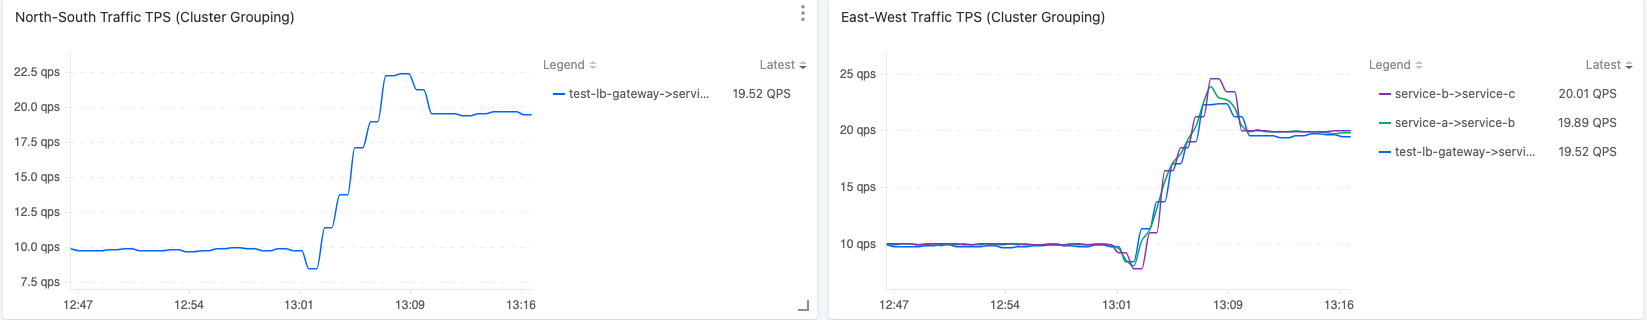 North-South Traffic TPS (Cluster Grouping)
Legend Latest
22.5 qps
20.0 qps
17.5 qps
15.0 qps
12.5 qps
10.0 qps
7.5 qps
test-lb-gateway->servi... 19.52 QPS
12:47 12:54 13:01 13:09 13:16
East-West Traffic TPS (Cluster Grouping)
Legend Latest
25 qps
20 qps
15 qps
10 qps
service-b->service-c 20.01 QPS
service-a->service-b 19.89 QPS
test-lb-gateway->servi... 19.52 QPS
12:47 12:54 13:01 13:09 13:16